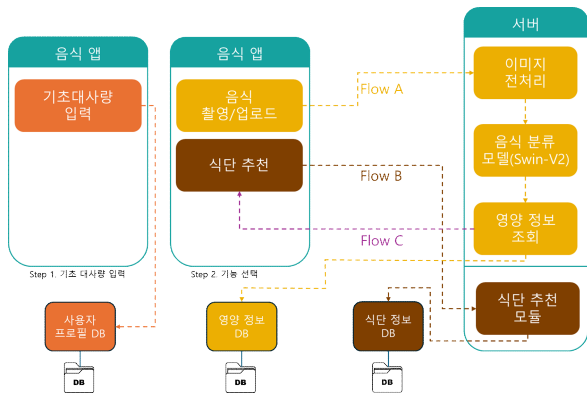 음식 앱
기초대사량
입력
Step 1. 기초 대사량 입력
음식 앱
음식
촬영/업로드
식단 추천
Step 2. 기능 선택
Flow A
Flow B
Flow C
서버
이미지
전처리
음식 분류
모델(Swin-V2)
영양 정보
조회
식단 추천
모듈
사용자
프로필 DB
DB
영양 정보
DB
DB
식단 정보
DB
DB